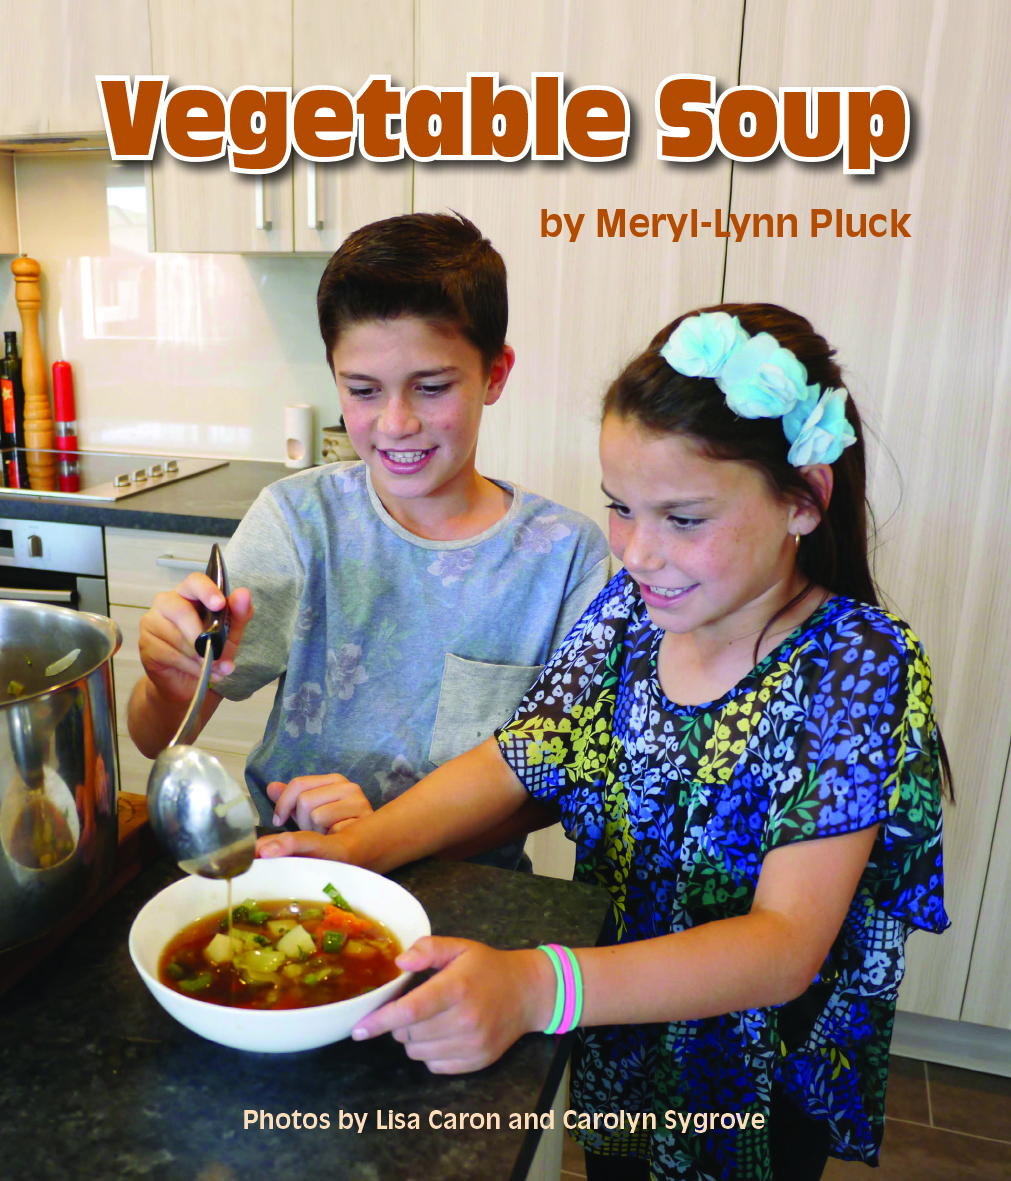 Vegetable Soup
by Meryl-Lynn Pluck
Photos by Lisa Caron and Carolyn Sygrove